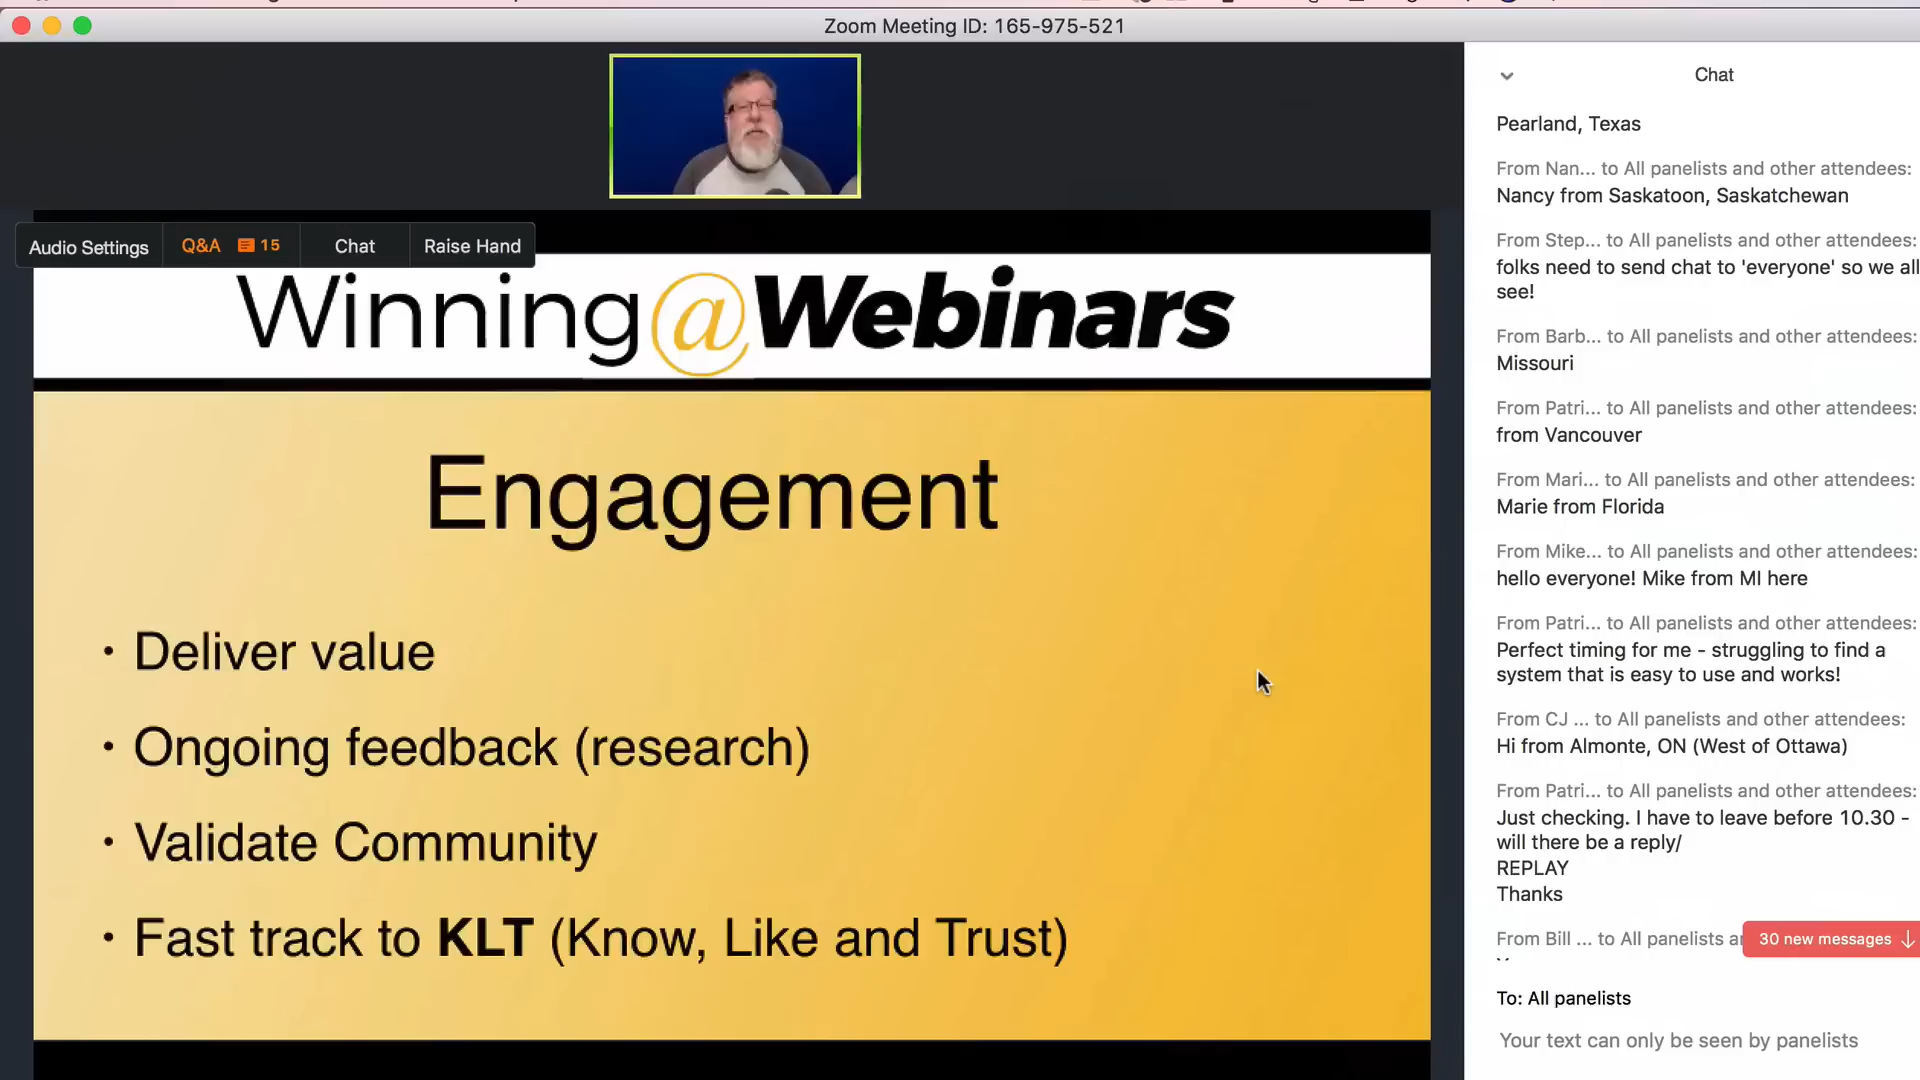 Zoom Meeting ID: 165-975-521
Audio Settings
Q&A 15
Chat
Raise Hand
Winning@Webinars
Engagement
• Deliver value
• Ongoing feedback (research)
• Validate Community
• Fast track to KLT (Know, Like and Trust)
Chat
Pearland, Texas
From Nan... to All panelists and other attendees:
Nancy from Saskatoon, Saskatchewan
From Step... to All panelists and other attendees:
folks need to send chat to 'everyone' so we all
see!
From Barb... to All panelists and other attendees:
Missouri
From Patri... to All panelists and other attendees:
from Vancouver
From Mari... to All panelists and other attendees:
Marie from Florida
From Mike... to All panelists and other attendees:
hello everyone! Mike from MI here
From Patri... to All panelists and other attendees:
Perfect timing for me - struggling to find a
system that is easy to use and works!
From CJ ... to All panelists and other attendees:
Hi from Almonte, ON (West of Ottawa)
From Patri... to All panelists and other attendees:
Just checking. I have to leave before 10.30 -
will there be a reply/
REPLAY
Thanks
From Bill ... to All panelists
30 new messages
To: All panelists
Your text can only be seen by panelists